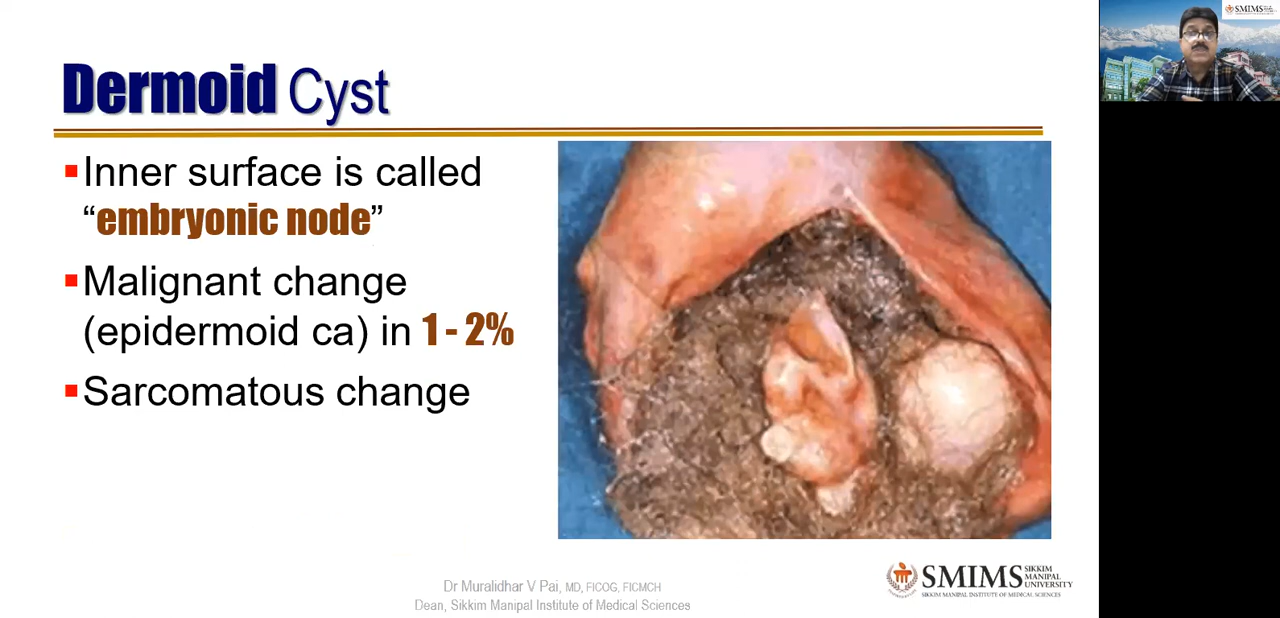 SMIMS
Dermoid Cyst
Inner surface is called
“embryonic node”
Malignant change
(epidermoid ca) in 1 - 2%
Sarcomatous change
Dr Muralidhar V Pai, MD, FICOG, FICMCH
Dean, Sikkim Manipal Institute of Medical Sciences
SMIMS SIKKIM
MANIPAL
UNIVERSITY
SIKKIM MANIPAL INSTITUTE OF MEDICAL SCIENCES